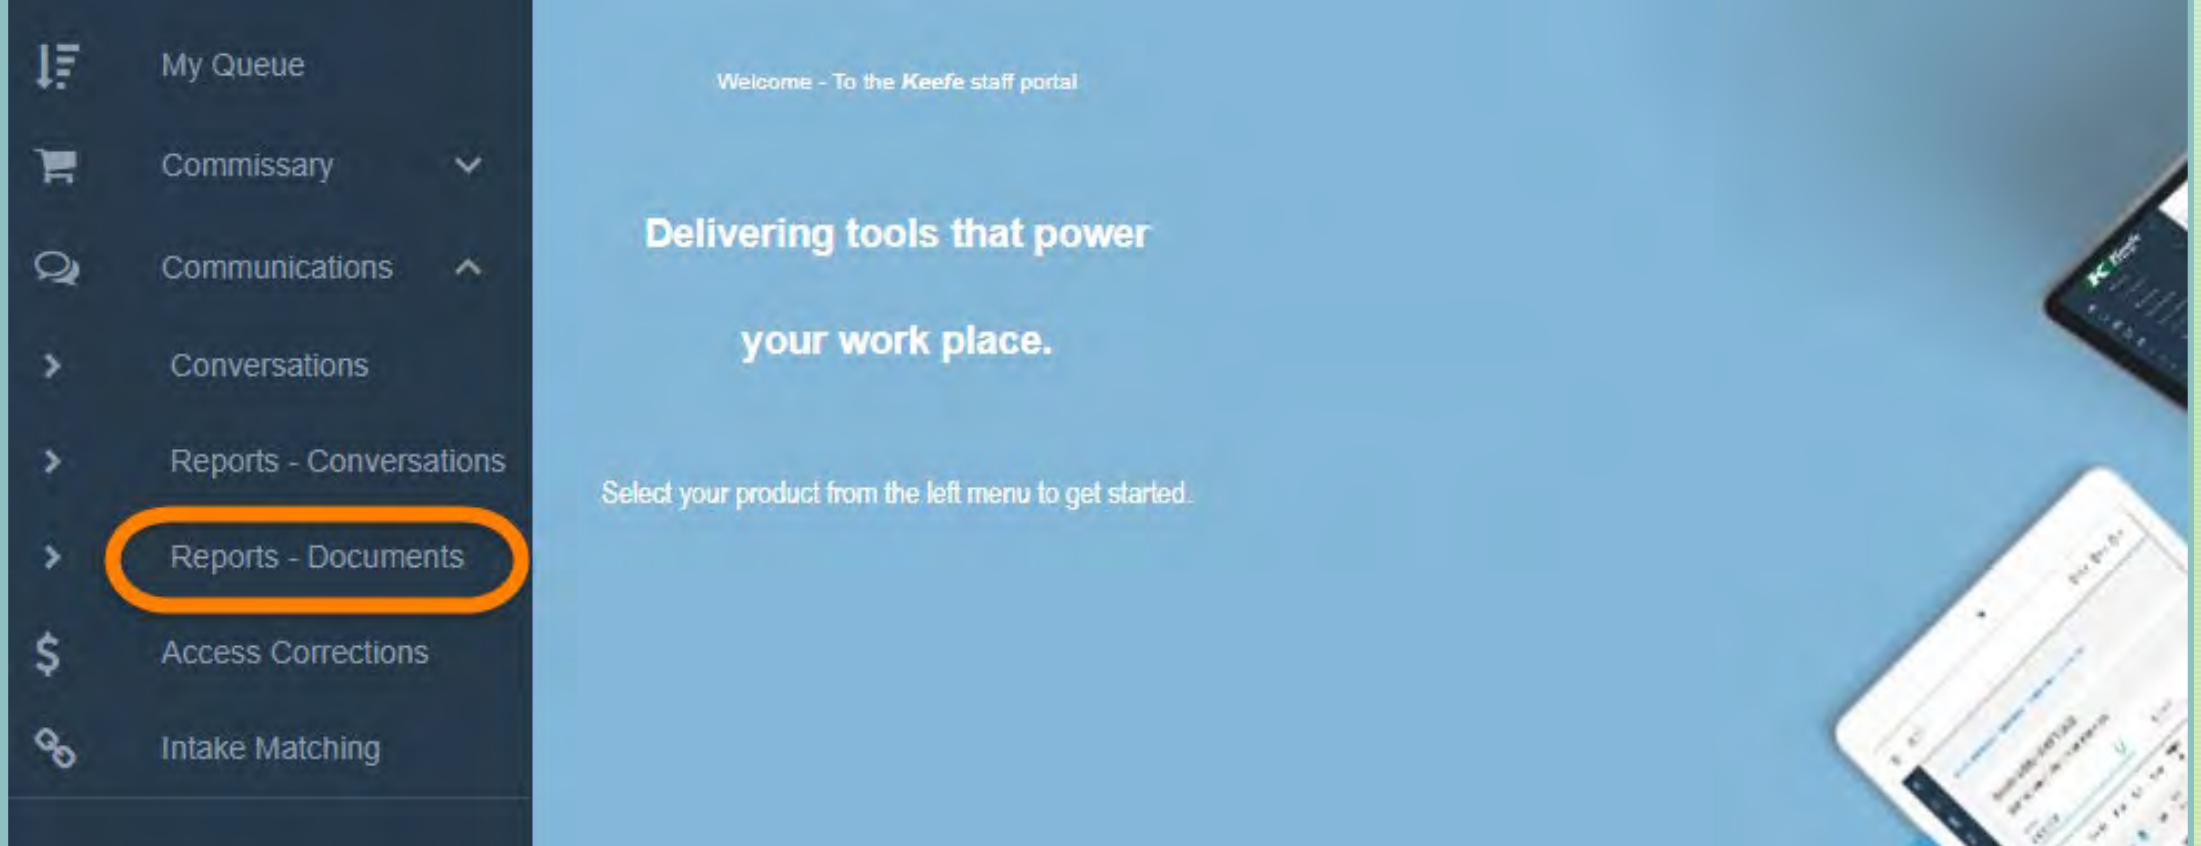 My Queue
Commissary
Communications
Conversations
Reports - Conversations
Reports - Documents
Access Corrections
Intake Matching
Welcome - To the Keefe staff portal
Delivering tools that power
your work place.
Select your product from the left menu to get started.
Keefe